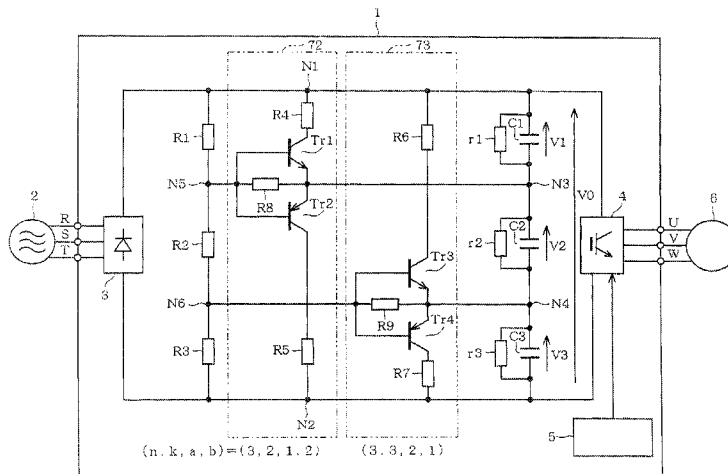 1
72
73
N1
R4
R6
R1
Tr1
r1
C1
V1
V0
N5
R8
N3
4
6
2
Tr2
R
S
T
U
V
W
R2
r2
C2
V2
3
Tr3
N6
R9
N4
Tr4
R3
R5
R7
r3
C3
V3
N2
5
(n.k,a,b)=(3,2,1.2)
(3.3,2,1)